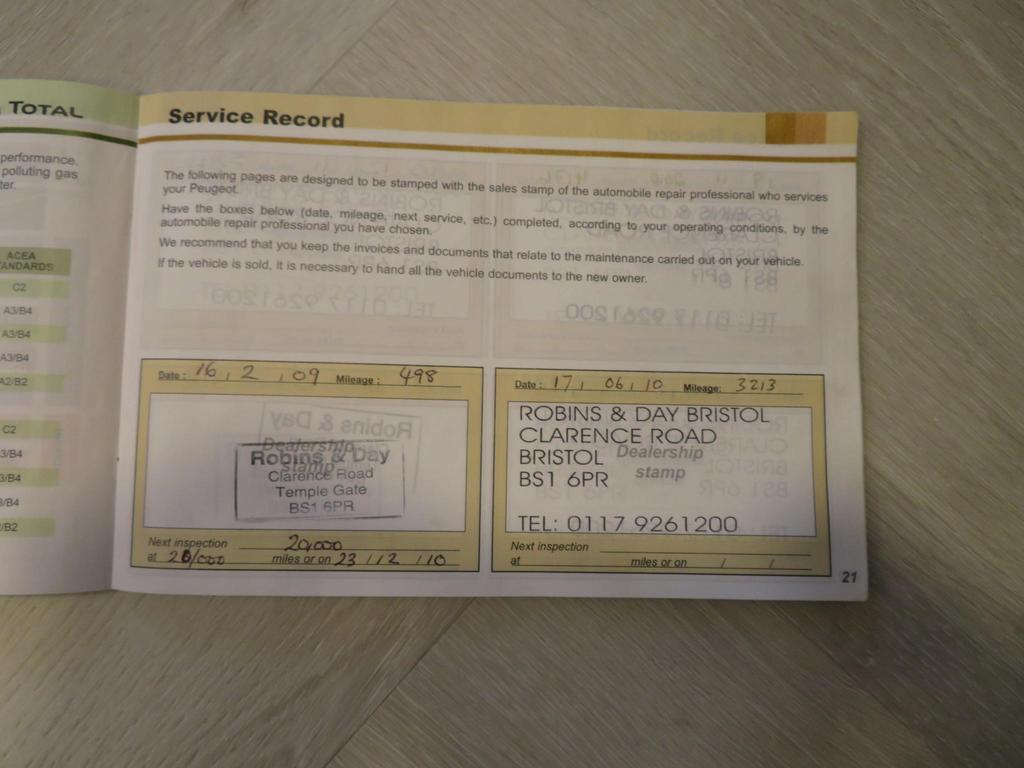 TOTAL
performance.
polluting gas
ter.
ACEA
ANDARDS
C2
A3/B4
A3/B4
A3/B4
A2/B2
C2
3/B4
3/B4
/B4
/B2
Service Record
The following pages are designed to be stamped with the sales stamp of the automobile repair professional who services
your Peugeot.
Have the boxes below (date, mileage, next service, etc.) completed, according to your operating conditions, by the
automobile repair professional you have chosen.
We recommend that you keep the invoices and documents that relate to the maintenance carried out on your vehicle.
If the vehicle is sold, it is necessary to hand all the vehicle documents to the new owner.
Date: 16 / 2 / 09 Mileage: 498
Dealership
stamp
Robins & Day
Clarence Road
Temple Gate
BS1 6PR
Next inspection 20,000
at 20/000 miles or on 23 / 12 / 10
Date: 17 / 06 / 10 Mileage: 3213
ROBINS & DAY BRISTOL
CLARENCE ROAD
BRISTOL Dealership
BS1 6PR stamp
TEL: 0117 9261200
Next inspection
at miles or on / /
21